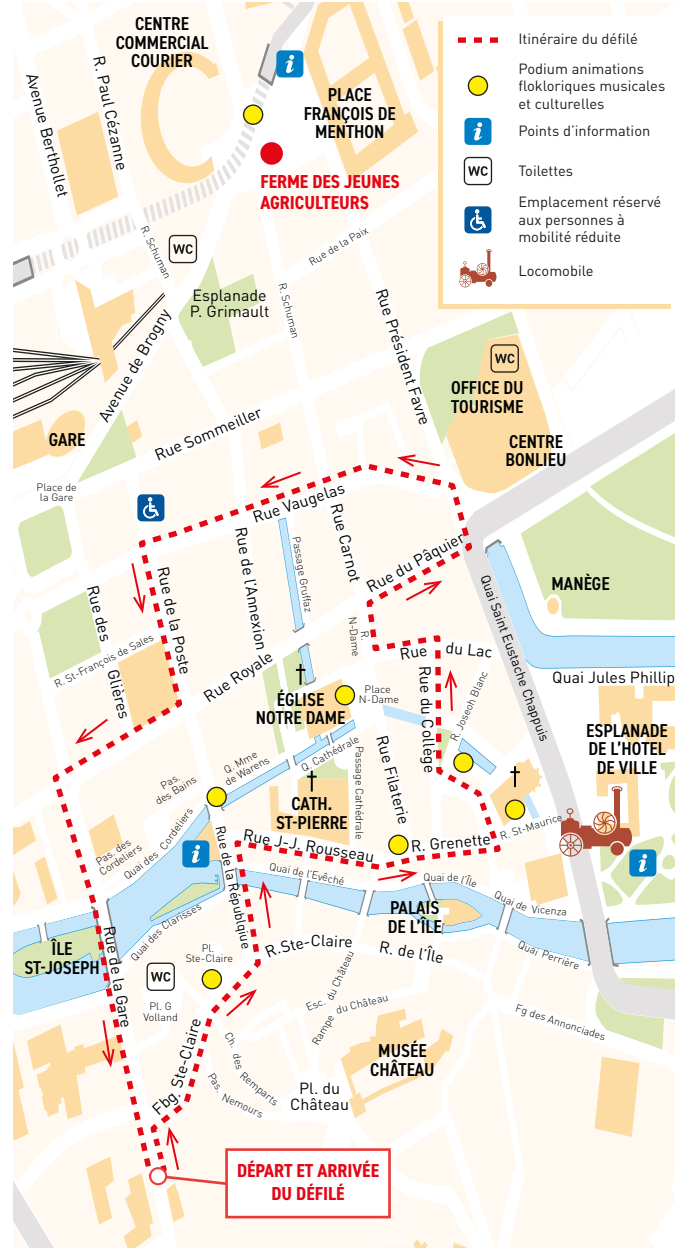 CENTRE
COMMERCIAL
COURIER
i
PLACE
FRANÇOIS DE
MENTHON
Itinéraire du défilé
Podium animations
flokloriques musicales
et culturelles
i
Points d'information
WC
Toilettes
Emplacement réservé
aux personnes à
mobilité réduite
Locomobile
Avenue Berthollet
R. Paul Cézanne
FERME DES JEUNES
AGRICULTEURS
R. Schuman
WC
Rue de la Paix
Esplanade
P. Grimault
R. Schuman
Rue Président Favre
Avenue de Brogny
WC
OFFICE DU
TOURISME
CENTRE
BONLIEU
GARE
Rue Sommeiller
Place de
la Gare
Rue Vaugelas
Rue Carnot
Rue du Pâquier
Passage Gruffaz
Rue de l'Annexion
Rue de la Poste
Rue des
Glières
R. St-François de Sales
Rue Royale
R.
N-Dame
Rue
du Lac
MANÈGE
Quai Saint Eustache Chappuis
Quai Jules Phillip
ÉGLISE
NOTRE DAME
Place
N-Dame
Rue du College
R. Joseoh Blanc
ESPLANADE
DE L'HOTEL
DE VILLE
Q. Mme
de Warens
Q. Cathédrale
Pas.
des Bains
Passage Cathédrale
Rue Filaterie
CATH.
ST-PIERRE
Pas. des
Cordeliers
Quai des Cordeliers
Rue J-J. Rousseau
R. Grenette
R. St-Maurice
i
i
Rue de la Républqiue
Quai de l'Evêché
Quai de l'Île
Quai de Vicenza
PALAIS
DE L'ÎLE
Quai des Clarisses
Quai Perrière
ÎLE
ST-JOSEPH
Rue de la Gare
WC
Pl.
Ste-Claire
R.Ste-Claire
R. de l'Île
Pl. G
Volland
Esc. du Château
Rampe du Château
Fg des Annonciades
Fbg. Ste-Claire
Ch. des Remparts
Pas. Nemours
MUSÉE
CHÂTEAU
Pl. du
Château
DÉPART ET ARRIVÉE
DU DÉFILÉ